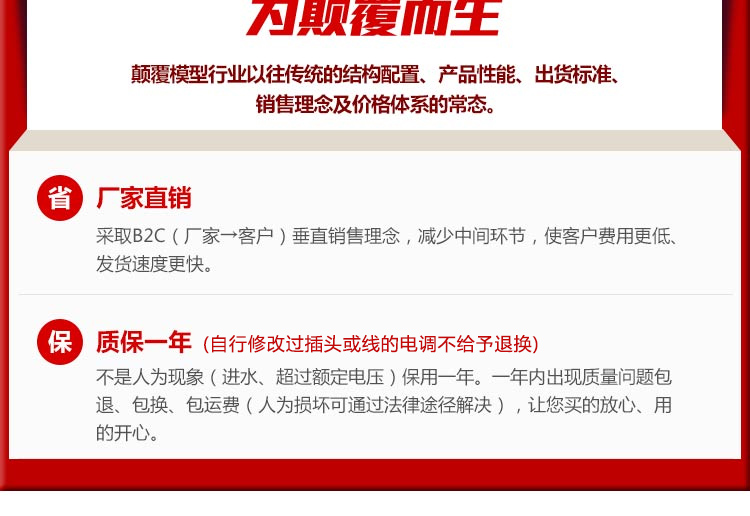 为颠覆而生
颠覆模型行业以往传统的结构配置、产品性能、出货标准、
销售理念及价格体系的常态。
省 厂家直销
采取B2C（厂家→客户）垂直销售理念，减少中间环节，使客户费用更低、
发货速度更快。
保 质保一年 (自行修改过插头或线的电调不给予退换)
不是人为现象（进水、超过额定电压）保用一年。一年内出现质量问题包
退、包换、包运费（人为损坏可通过法律途径解决），让您买的放心、用
的开心。